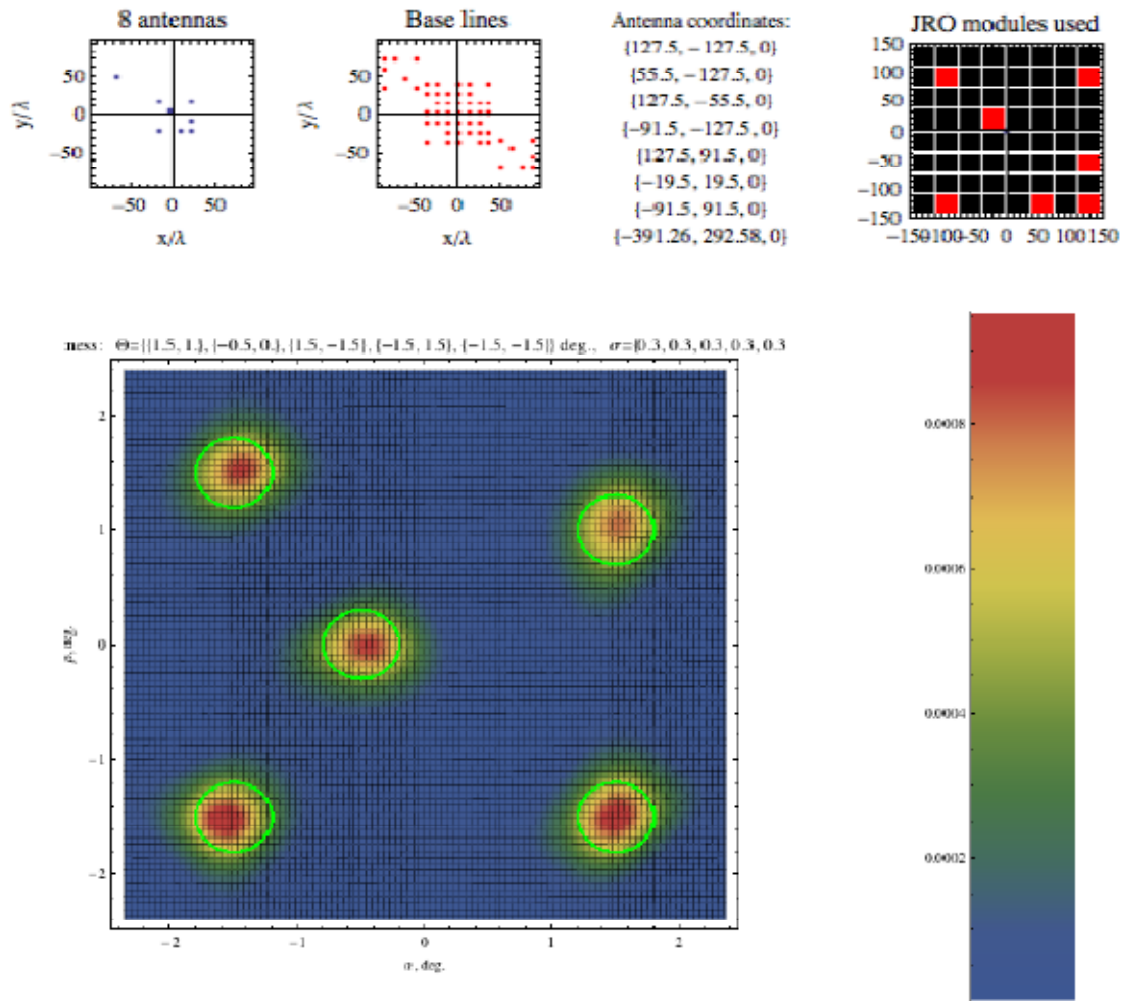 8 antennas
50
0
−50
y/λ
−50 0 50
x/λ
Base lines
50
0
−50
y/λ
−50 0 50
x/λ
Antenna coordinates:
{127.5, −127.5, 0}
{55.5, −127.5, 0}
{127.5, −55.5, 0}
{−91.5, −127.5, 0}
{127.5, 91.5, 0}
{−19.5, 19.5, 0}
{−91.5, 91.5, 0}
{−391.26, 292.58, 0}
JRO modules used
150
100
50
0
−50
−100
−150
−150 −100 −50 0 50 100 150
ness: Θ={{1.5, 1.}, {−0.5, 0.}, {1.5, −1.5}, {−1.5, 1.5}, {−1.5, −1.5}} deg., σ={0.3, 0.3, 0.3, 0.3, 0.3
2
1
0
−1
−2
β, deg.
−2 −1 0 1 2
α, deg.
0.0008
0.0006
0.0004
0.0002